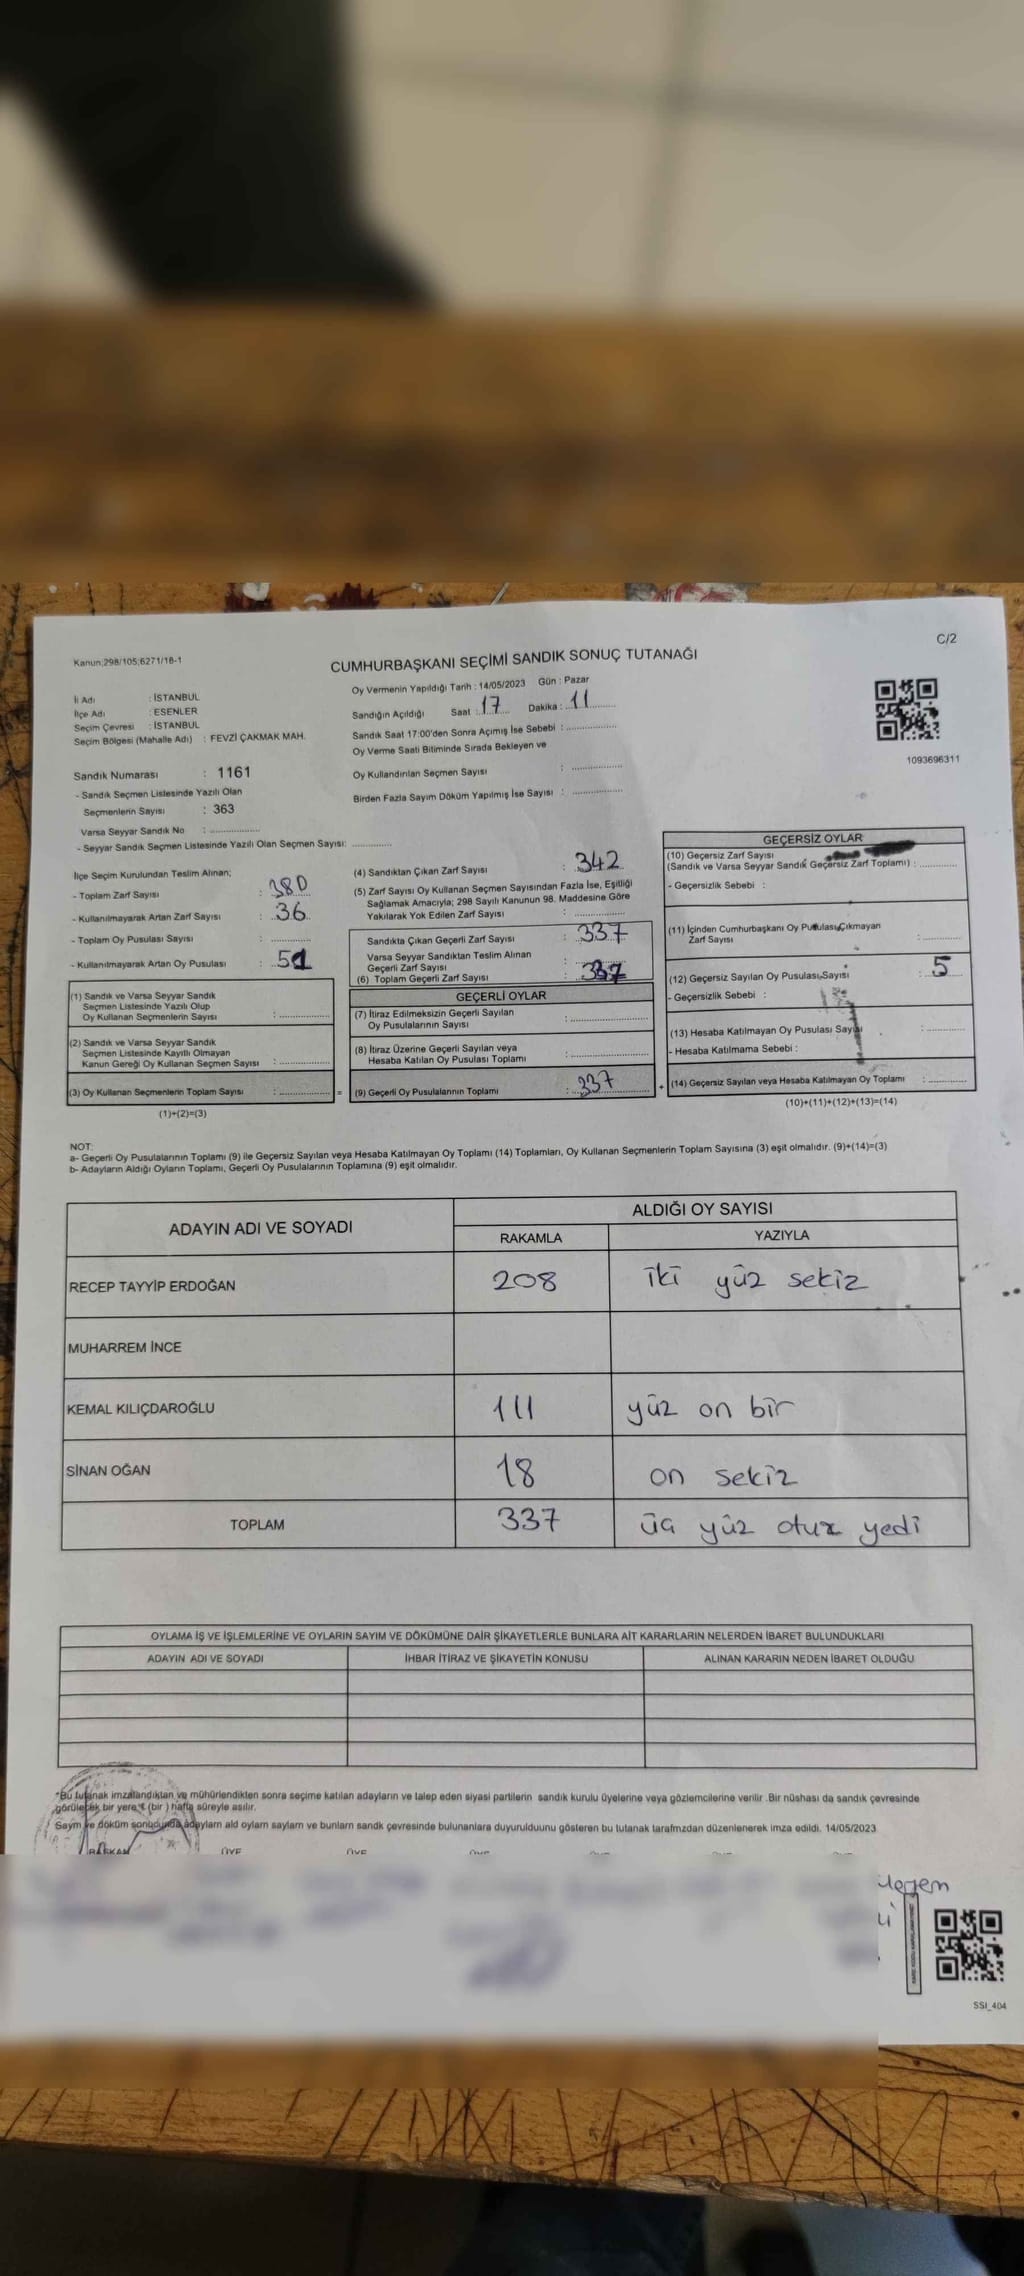 C/2
Kanun;298/105;6271/18-1
CUMHURBAŞKANI SEÇİMİ SANDIK SONUÇ TUTANAĞI
1093696311
İl Adı : İSTANBUL
İlçe Adı : ESENLER
Seçim Çevresi : İSTANBUL
Seçim Bölgesi (Mahalle Adı) : FEVZİ ÇAKMAK MAH.
Sandık Numarası : 1161
- Sandık Seçmen Listesinde Yazılı Olan
Seçmenlerin Sayısı : 363
Varsa Seyyar Sandık No : ................
- Seyyar Sandık Seçmen Listesinde Yazılı Olan Seçmen Sayısı: .............
Oy Vermenin Yapıldığı Tarih : 14/05/2023 Gün : Pazar
Sandığın Açıldığı Saat : 17 Dakika : 11
Sandık Saat 17:00'den Sonra Açımış İse Sebebi : ................
Oy Verme Saati Bitiminde Sırada Bekleyen ve
Oy Kullandırılan Seçmen Sayısı : ................
Birden Fazla Sayım Döküm Yapılmış İse Sayısı : ................
İlçe Seçim Kurulundan Teslim Alınan;
- Toplam Zarf Sayısı : 380
- Kullanılmayarak Artan Zarf Sayısı : 36
- Toplam Oy Pusulası Sayısı : .............
- Kullanılmayarak Artan Oy Pusulası : 51
(1) Sandık ve Varsa Seyyar Sandık
Seçmen Listesinde Yazılı Olup
Oy Kullanan Seçmenlerin Sayısı : .............
(2) Sandık ve Varsa Seyyar Sandık
Seçmen Listesinde Kayıtlı Olmayan
Kanun Gereği Oy Kullanan Seçmen Sayısı : .............
(3) Oy Kullanan Seçmenlerin Toplam Sayısı : ............. =
(1)+(2)=(3)
(4) Sandıktan Çıkan Zarf Sayısı : 342
(5) Zarf Sayısı Oy Kullanan Seçmen Sayısından Fazla İse, Eşitliği
Sağlamak Amacıyla; 298 Sayılı Kanunun 98. Maddesine Göre
Yakılarak Yok Edilen Zarf Sayısı : .............
Sandıkta Çıkan Geçerli Zarf Sayısı : 337
Varsa Seyyar Sandıktan Teslim Alınan
Geçerli Zarf Sayısı : .............
(6) Toplam Geçerli Zarf Sayısı : 337
GEÇERLİ OYLAR
(7) İtiraz Edilmeksizin Geçerli Sayılan
Oy Pusulalarının Sayısı : .............
(8) İtiraz Üzerine Geçerli Sayılan veya
Hesaba Katılan Oy Pusulası Toplamı : .............
(9) Geçerli Oy Pusulalarının Toplamı : 337 +
GEÇERSİZ OYLAR
(10) Geçersiz Zarf Sayısı
(Sandık ve Varsa Seyyar Sandık Geçersiz Zarf Toplamı) : .............
- Geçersizlik Sebebi :
(11) İçinden Cumhurbaşkanı Oy Pusulası Çıkmayan
Zarf Sayısı : .............
(12) Geçersiz Sayılan Oy Pusulası Sayısı : 5
- Geçersizlik Sebebi :
(13) Hesaba Katılmayan Oy Pusulası Sayısı : .............
- Hesaba Katılmama Sebebi :
(14) Geçersiz Sayılan veya Hesaba Katılmayan Oy Toplamı : .............
(10)+(11)+(12)+(13)=(14)
NOT:
a- Geçerli Oy Pusulalarının Toplamı (9) ile Geçersiz Sayılan veya Hesaba Katılmayan Oy Toplamı (14) Toplamları, Oy Kullanan Seçmenlerin Toplam Sayısına (3) eşit olmalıdır. (9)+(14)=(3)
b- Adayların Aldığı Oyların Toplamı, Geçerli Oy Pusulalarının Toplamına (9) eşit olmalıdır.
ADAYIN ADI VE SOYADI ALDIĞI OY SAYISI
RAKAMLA YAZIYLA
RECEP TAYYİP ERDOĞAN 208 iki yüz sekiz
MUHARREM İNCE
KEMAL KILIÇDAROĞLU 111 yüz on bir
SİNAN OĞAN 18 on sekiz
TOPLAM 337 üç yüz otuz yedi
OYLAMA İŞ VE İŞLEMLERİNE VE OYLARIN SAYIM VE DÖKÜMÜNE DAİR ŞİKAYETLERLE BUNLARA AİT KARARLARIN NELERDEN İBARET BULUNDUKLARI
ADAYIN ADI VE SOYADI İHBAR İTİRAZ VE ŞİKAYETİN KONUSU ALINAN KARARIN NEDEN İBARET OLDUĞU
*Bu tutanak imzalandıktan ve mühürlendikten sonra seçime katılan adayların ve talep eden siyasi partilerin sandık kurulu üyelerine veya gözlemcilerine verilir .Bir nüshası da sandık çevresinde
görülecek bir yere 1 (bir ) hafta süreyle asılır.
Saym ve döküm sonucunda adaylarn ald oylarn saylarn ve bunlarn sandk çevresinde bulunanlara duyurulduunu gösteren bu tutanak tarafmzdan düzenlenerek imza edildi. 14/05/2023
BAŞKAN ÜYE ÜYE
SSI_404